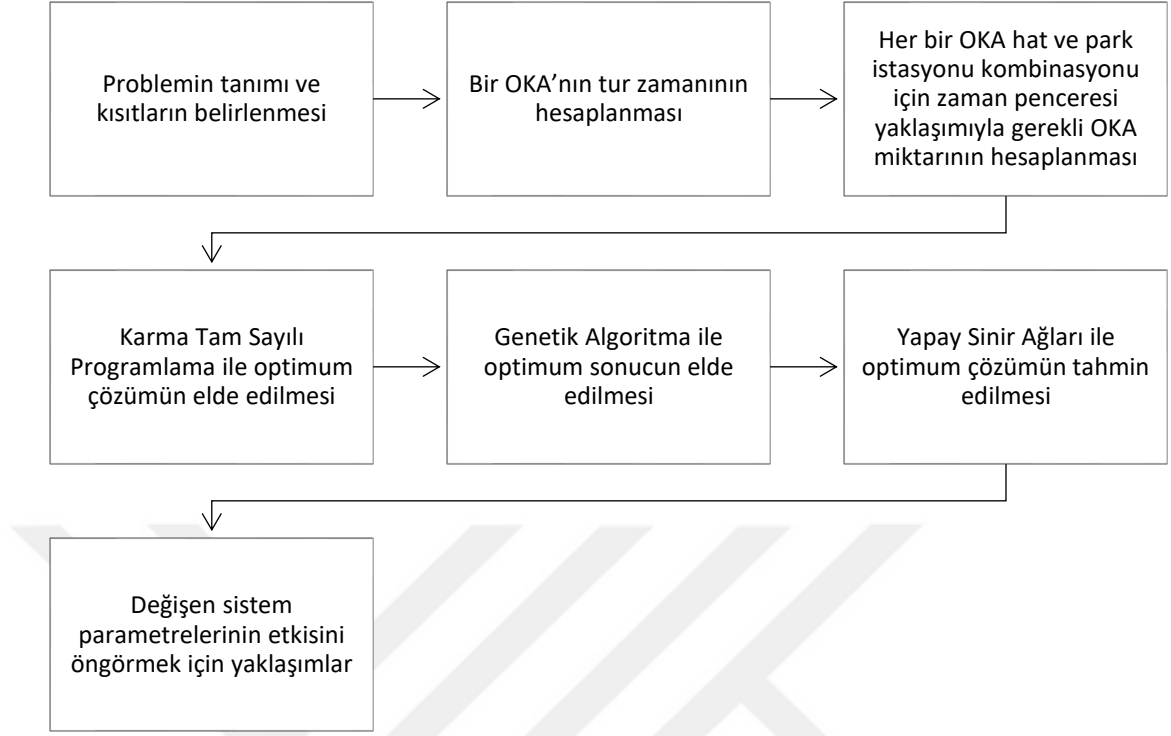 Problemin tanımı ve
kısıtların belirlenmesi
Bir OKA’nın tur zamanının
hesaplanması
Her bir OKA hat ve park
istasyonu kombinasyonu
için zaman penceresi
yaklaşımıyla gerekli OKA
miktarının hesaplanması
Karma Tam Sayılı
Programlama ile optimum
çözümün elde edilmesi
Genetik Algoritma ile
optimum sonucun elde
edilmesi
Yapay Sinir Ağları ile
optimum çözümün tahmin
edilmesi
Değişen sistem
parametrelerinin etkisini
öngörmek için yaklaşımlar